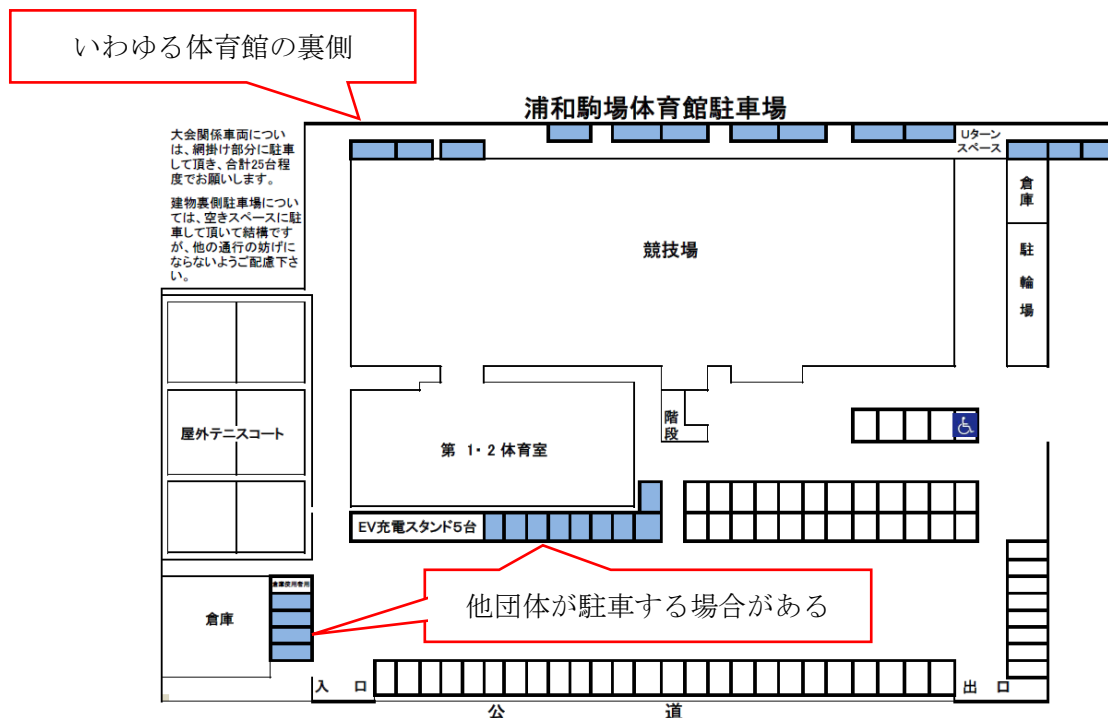 いわゆる体育館の裏側
浦和駒場体育館駐車場
大会関係車両につい
は、網掛け部分に駐車
して頂き、合計25台程
度でお願いします。
建物裏側駐車場につい
ては、空きスペースに駐
車して頂いて結構です
が、他の通行の妨げに
ならないようご配慮下さ
い。
Uターン
スペース
倉庫
競技場
駐輪場
階段
屋外テニスコート
第 1・2 体育室
EV充電スタンド5台
倉庫使用者用
他団体が駐車する場合がある
倉庫
入 口
出 口
公 道